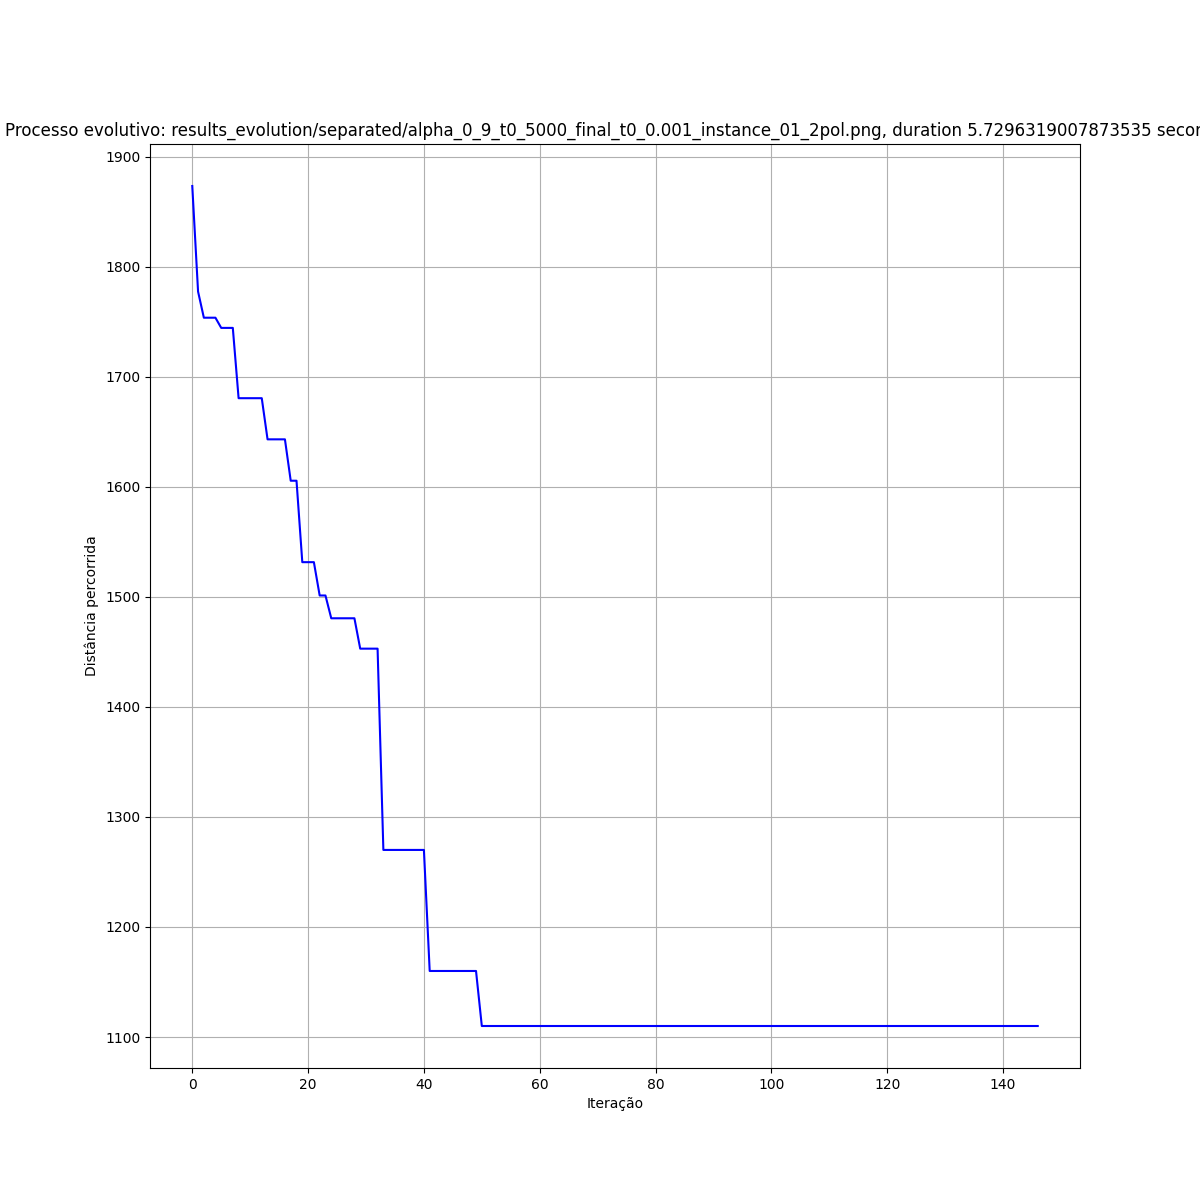 Processo evolutivo: results_evolution/separated/alpha_0_9_t0_5000_final_t0_0.001_instance_01_2pol.png, duration 5.7296319007873535 secor
1900
1800
1700
1600
1500
1400
1300
1200
1100
Distância percorrida
0 20 40 60 80 100 120 140
Iteração